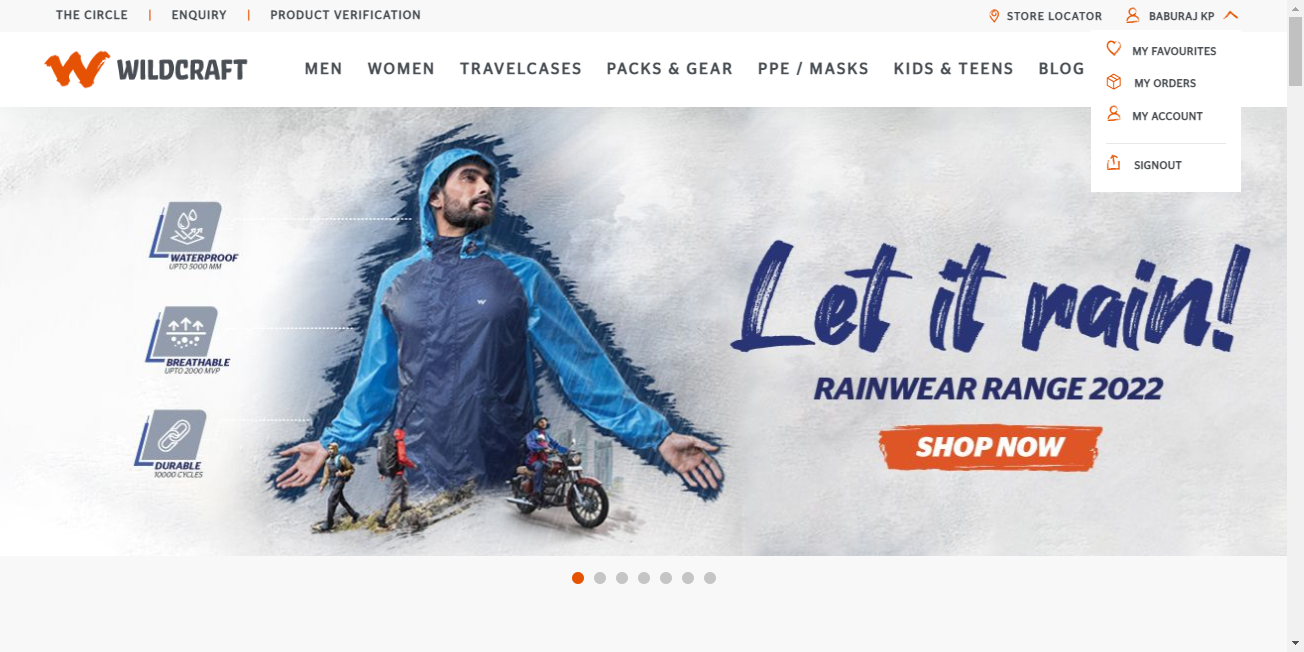 THE CIRCLE | ENQUIRY | PRODUCT VERIFICATION
STORE LOCATOR
BABURAJ KP
MY FAVOURITES
MY ORDERS
MY ACCOUNT
SIGNOUT
WILDCRAFT
MEN WOMEN TRAVELCASES PACKS & GEAR PPE / MASKS KIDS & TEENS BLOG
WATERPROOF
UPTO 5000 MM
BREATHABLE
UPTO 2000 MVP
DURABLE
10000 CYCLES
Let it rain!
RAINWEAR RANGE 2022
SHOP NOW